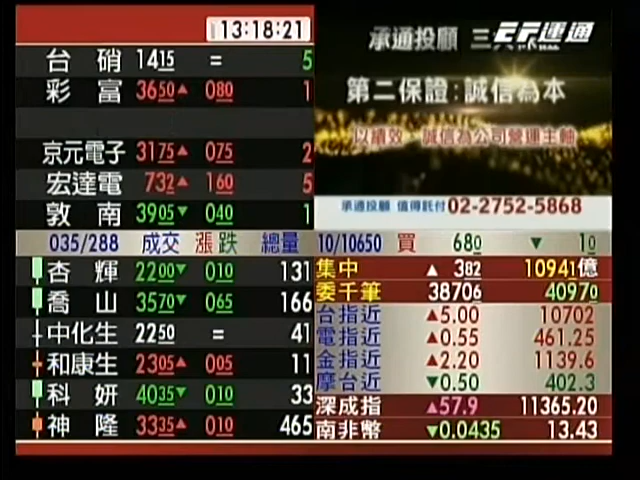 13:18:21
台碩 1415 = 5
彩富 3650▲ 080 1
京元電子 3175▲ 075 2
宏達電 732▲ 160 5
敦南 3905▼ 040 1
035/288 成交 漲跌 總量
杏輝 2200▼ 010 131
喬山 3570▼ 065 166
中化生 2250 = 41
和康生 2305▲ 005 11
科妍 4035▼ 010 33
神隆 3335▲ 010 465
承通投顧 三大保證
運通
第二保證:誠信為本
以績效、誠信為公司營運主軸
承通投顧 值得託付 02-2752-5868
10/10650 買 680 ▼ 10
集中 ▲ 382 10941億
委千筆 38706 40970
台指近 ▲5.00 10702
電指近 ▲0.55 461.25
金指近 ▲2.20 1139.6
摩台近 ▼0.50 402.3
深成指 ▲57.9 11365.20
南非幣 ▼0.0435 13.43